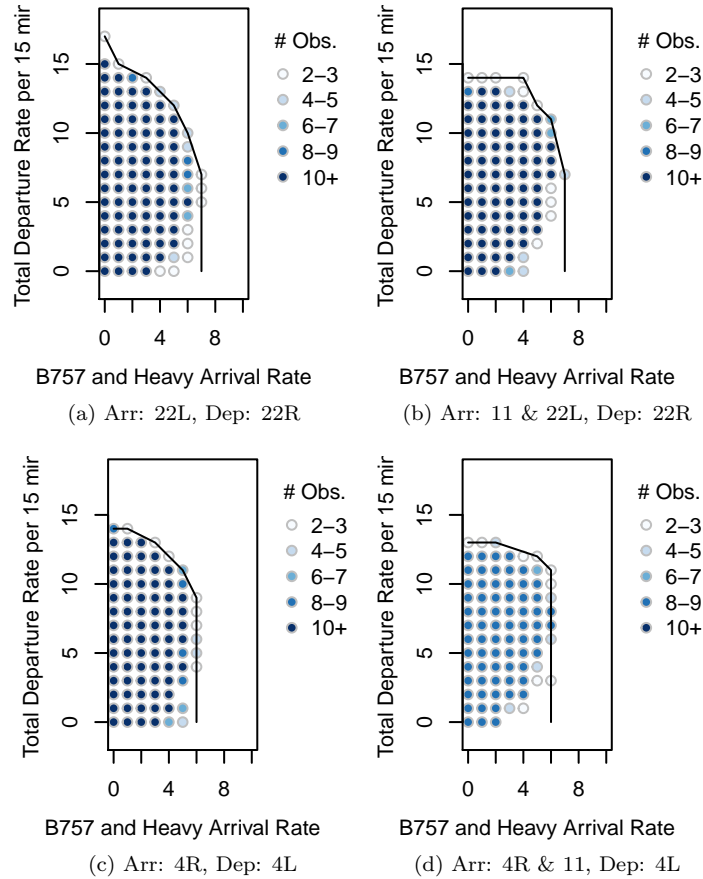 Total Departure Rate per 15 mir
15
10
5
0
0 4 8
B757 and Heavy Arrival Rate
# Obs.
2–3
4–5
6–7
8–9
10+
(a) Arr: 22L, Dep: 22R
Total Departure Rate per 15 mir
15
10
5
0
0 4 8
B757 and Heavy Arrival Rate
# Obs.
2–3
4–5
6–7
8–9
10+
(b) Arr: 11 & 22L, Dep: 22R
Total Departure Rate per 15 mir
15
10
5
0
0 4 8
B757 and Heavy Arrival Rate
# Obs.
2–3
4–5
6–7
8–9
10+
(c) Arr: 4R, Dep: 4L
Total Departure Rate per 15 mir
15
10
5
0
0 4 8
B757 and Heavy Arrival Rate
# Obs.
2–3
4–5
6–7
8–9
10+
(d) Arr: 4R & 11, Dep: 4L